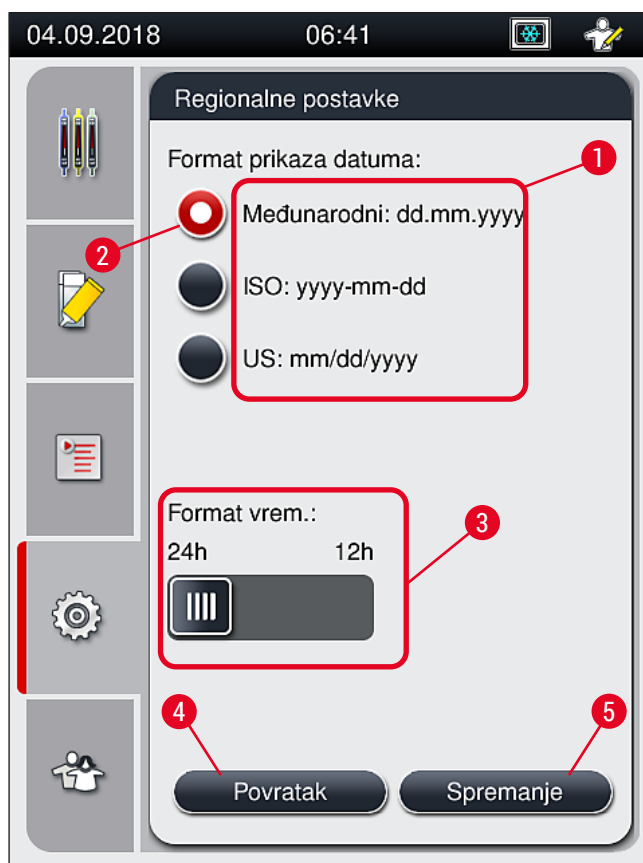 04.09.2018 06:41
Regionalne postavke
Format prikaza datuma:
1
Međunarodni: dd.mm.yyyy
2
ISO: yyyy-mm-dd
US: mm/dd/yyyy
Format vrem.:
3
24h 12h
4 5
Povratak Spremanje